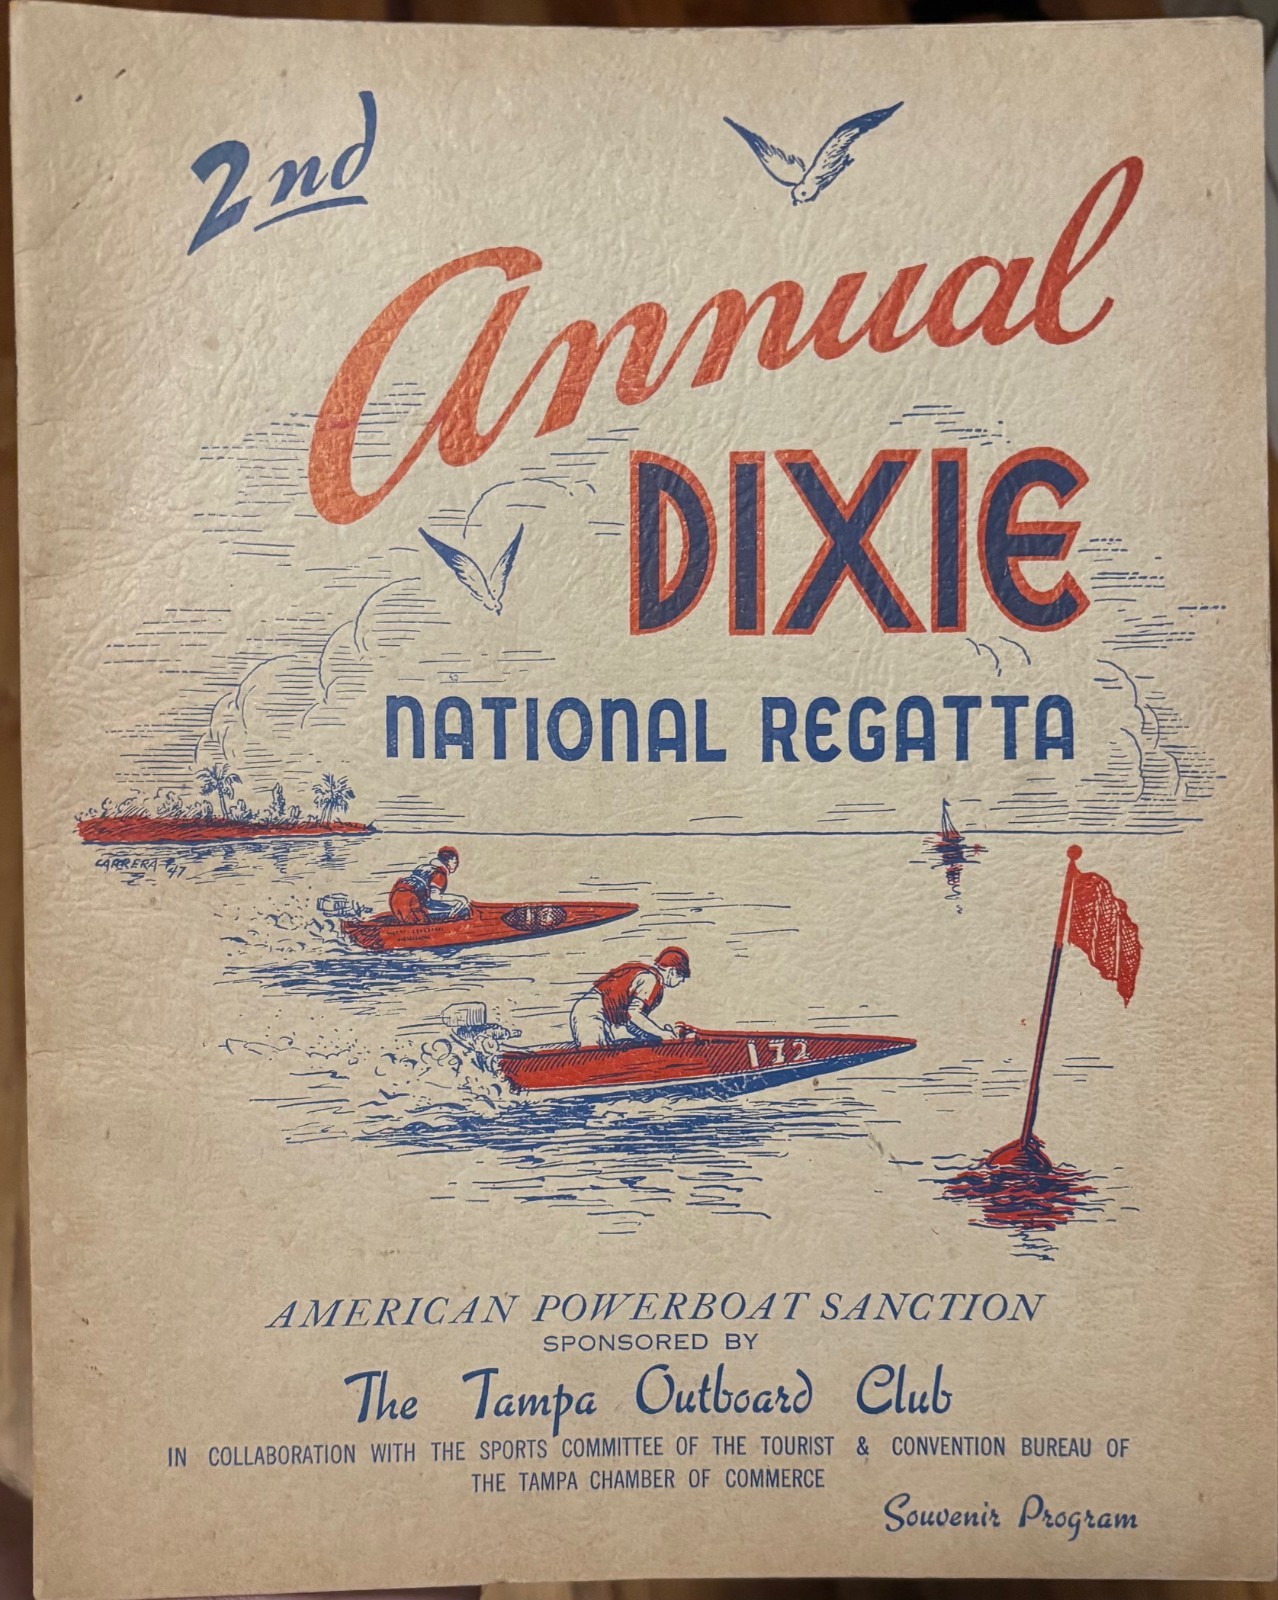 2nd
Annual
DIXIE
NATIONAL REGATTA
CARRERA '47
172
AMERICAN POWERBOAT SANCTION
SPONSORED BY
The Tampa Outboard Club
IN COLLABORATION WITH THE SPORTS COMMITTEE OF THE TOURIST & CONVENTION BUREAU OF
THE TAMPA CHAMBER OF COMMERCE
Souvenir Program